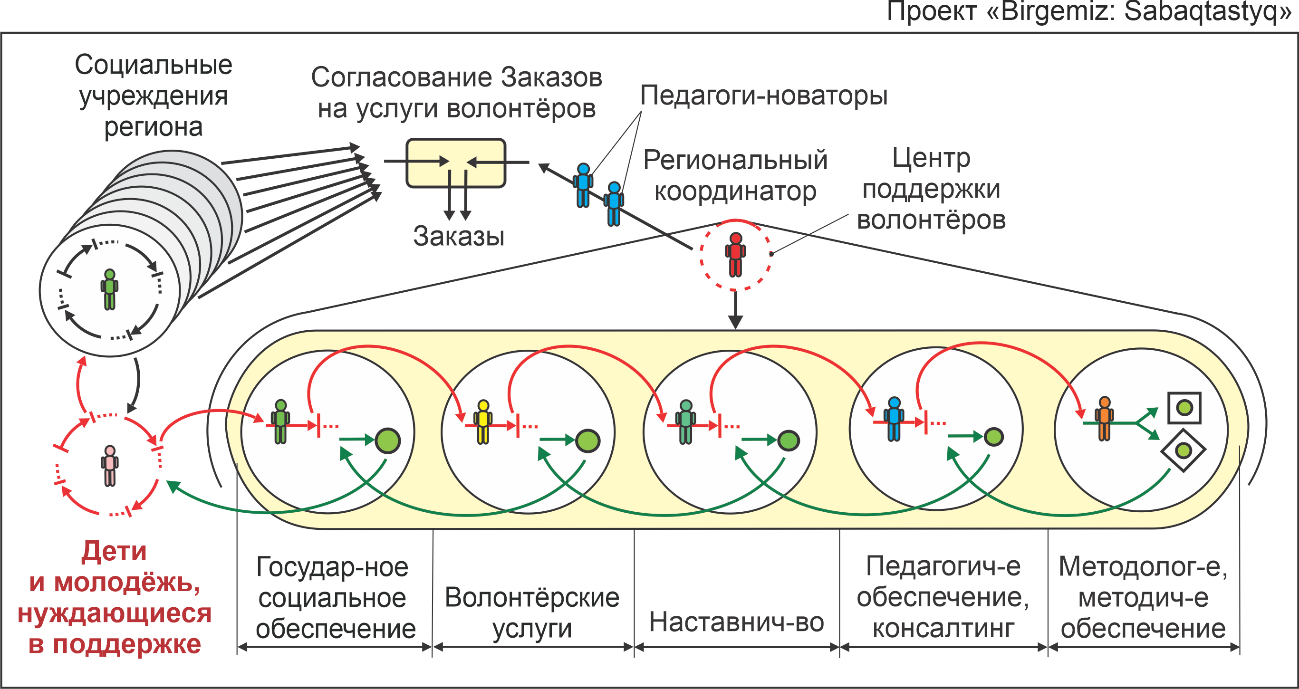 Проект «Birgemiz: Sabaqtastyq»
Социальные
учреждения
региона
Согласование Заказов
на услуги волонтёров
Заказы
Педагоги-новаторы
Региональный
координатор
Центр
поддержки
волонтёров
Дети
и молодёжь,
нуждающиеся
в поддержке
Государ-ное
социальное
обеспечение
Волонтёрские
услуги
Наставнич-во
Педагогич-е
обеспечение,
консалтинг
Методолог-е,
методич-е
обеспечение